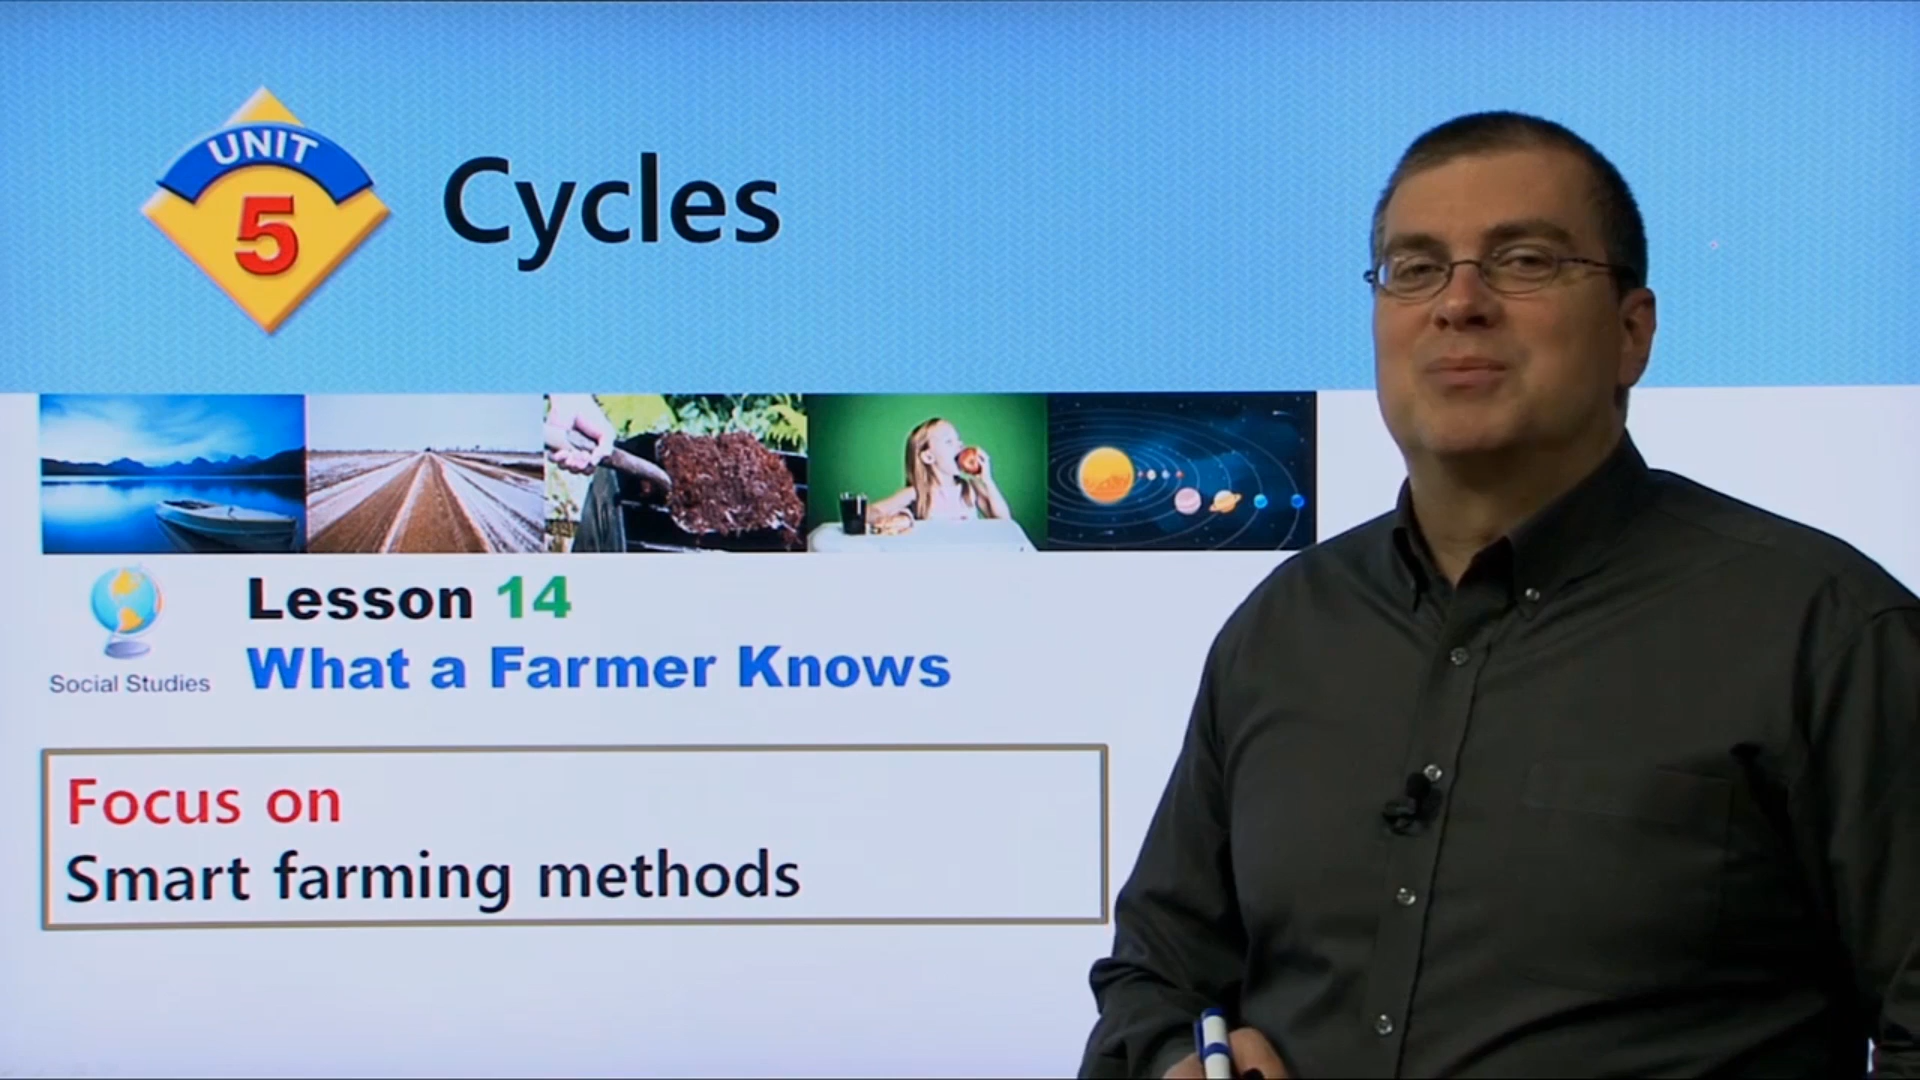 UNIT
5
Cycles
Lesson 14
What a Farmer Knows
Social Studies
Focus on
Smart farming methods